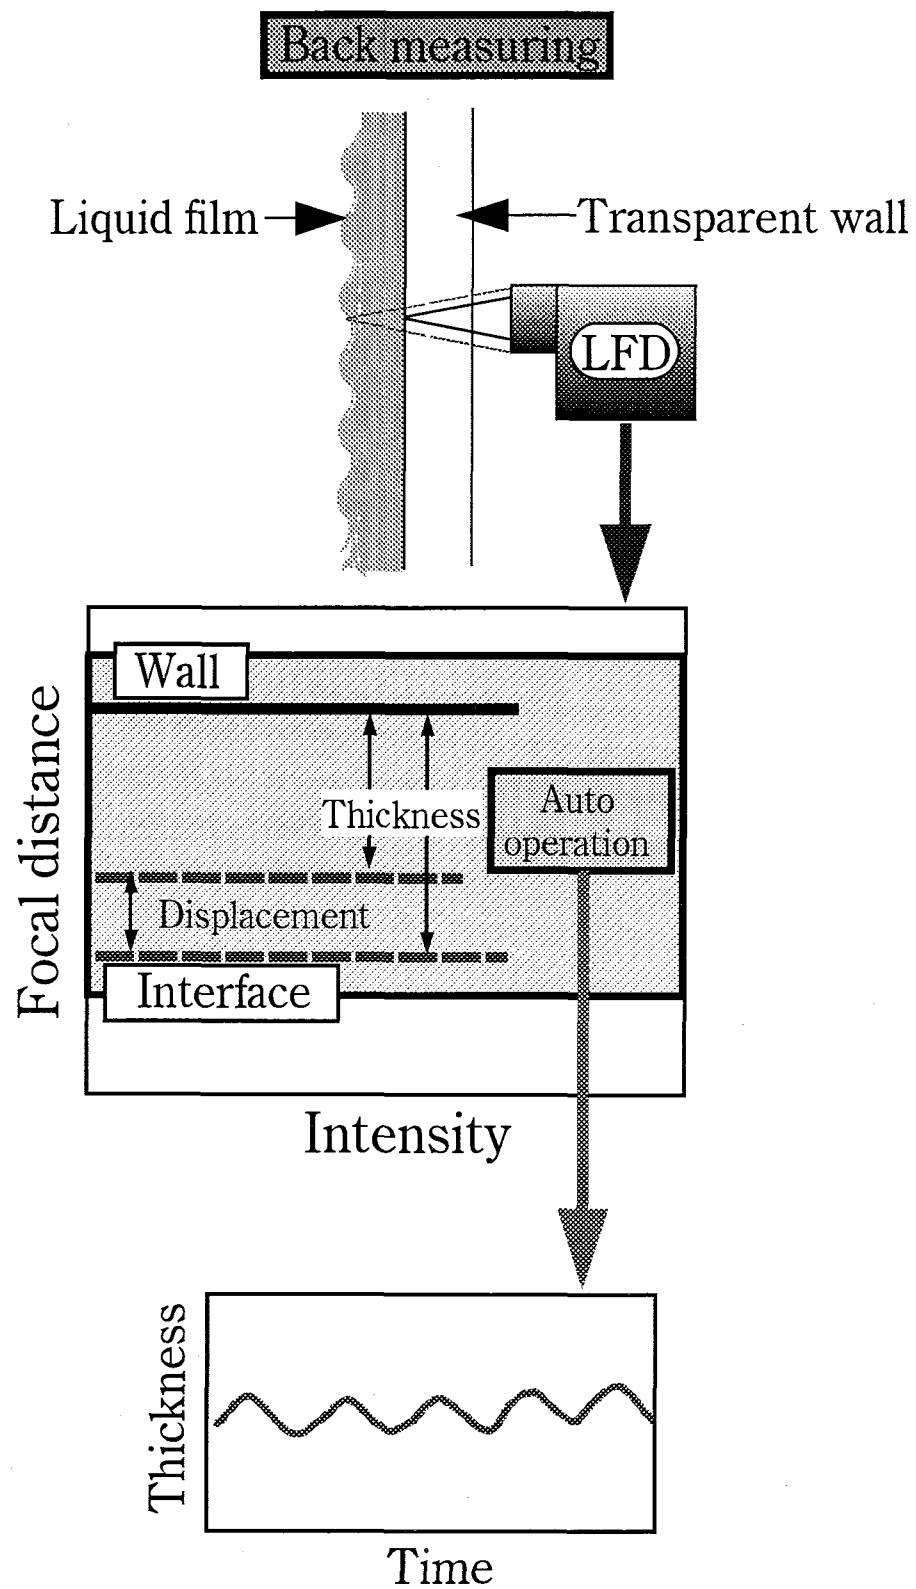 Back measuring
Liquid film
Transparent wall
LFD
Wall
Focal distance
Thickness
Auto
operation
Displacement
Interface
Intensity
Thickness
Time